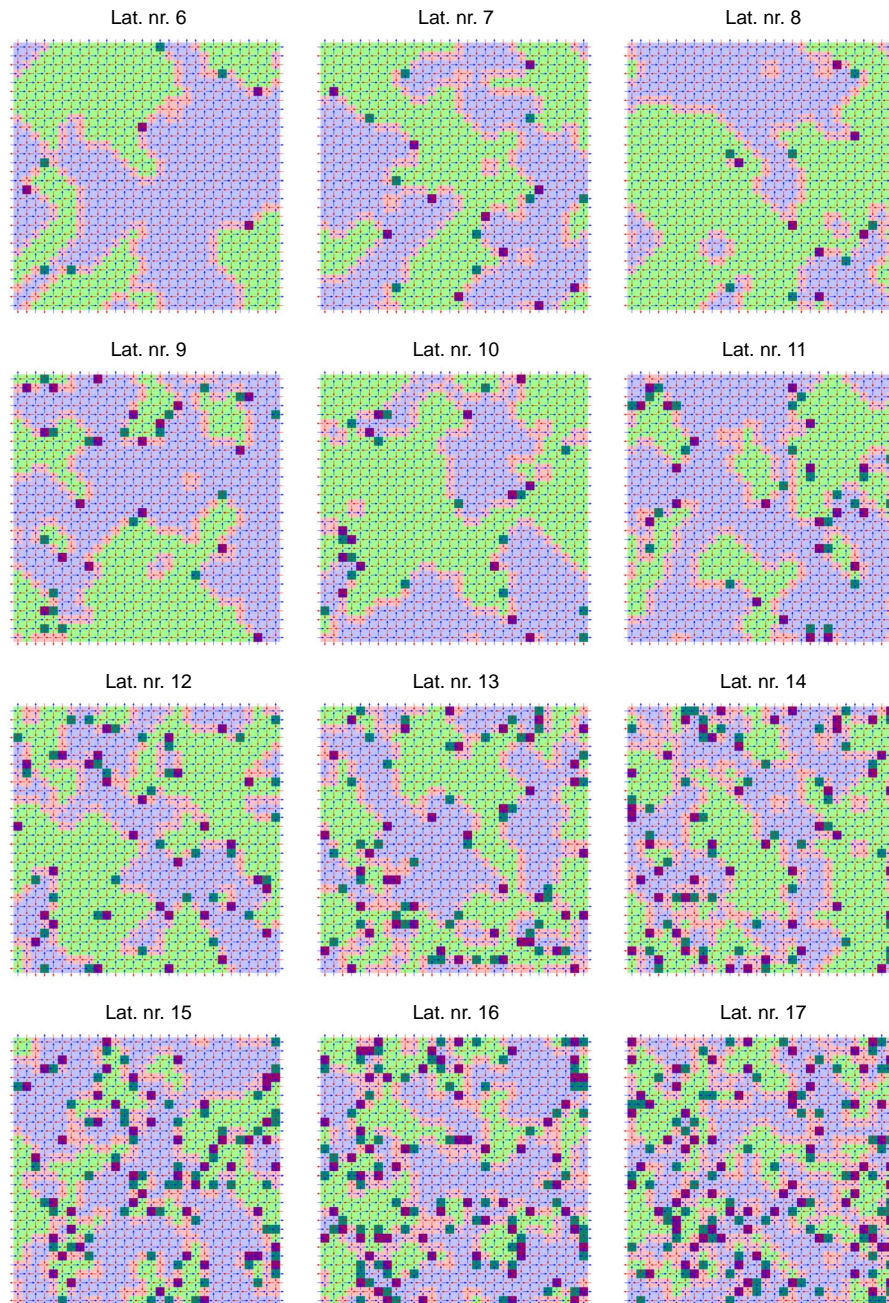 Lat. nr. 6 Lat. nr. 7 Lat. nr. 8
Lat. nr. 9 Lat. nr. 10 Lat. nr. 11
Lat. nr. 12 Lat. nr. 13 Lat. nr. 14
Lat. nr. 15 Lat. nr. 16 Lat. nr. 17